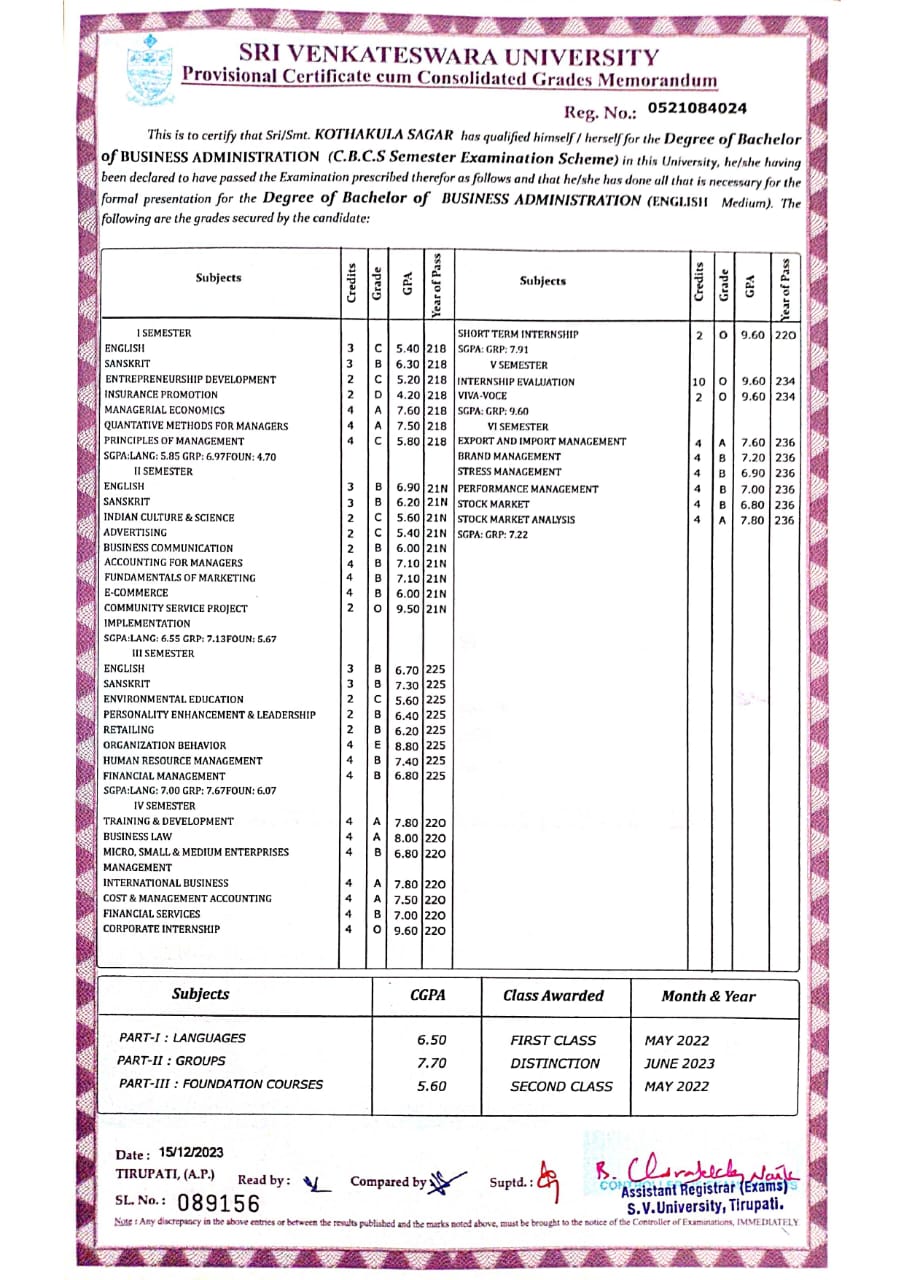 SRI VENKATESWARA UNIVERSITY
Provisional Certificate cum Consolidated Grades Memorandum
Reg. No.: 0521084024
This is to certify that Sri/Smt. KOTHAKULA SAGAR has qualified himself / herself for the Degree of Bachelor
of BUSINESS ADMINISTRATION (C.B.C.S Semester Examination Scheme) in this University, he/she having
been declared to have passed the Examination prescribed therefor as follows and that he/she has done all that is necessary for the
formal presentation for the Degree of Bachelor of BUSINESS ADMINISTRATION (ENGLISH Medium). The
following are the grades secured by the candidate:
Subjects Credits Grade GPA Year of Pass
I SEMESTER
ENGLISH 3 C 5.40 218
SANSKRIT 3 B 6.30 218
ENTREPRENEURSHIP DEVELOPMENT 2 C 5.20 218
INSURANCE PROMOTION 2 D 4.20 218
MANAGERIAL ECONOMICS 4 A 7.60 218
QUANTATIVE METHODS FOR MANAGERS 4 A 7.50 218
PRINCIPLES OF MANAGEMENT 4 C 5.80 218
SGPA:LANG: 5.85 GRP: 6.97FOUN: 4.70
II SEMESTER
ENGLISH 3 B 6.90 21N
SANSKRIT 3 B 6.20 21N
INDIAN CULTURE & SCIENCE 2 C 5.60 21N
ADVERTISING 2 C 5.40 21N
BUSINESS COMMUNICATION 2 B 6.00 21N
ACCOUNTING FOR MANAGERS 4 B 7.10 21N
FUNDAMENTALS OF MARKETING 4 B 7.10 21N
E-COMMERCE 4 B 6.00 21N
COMMUNITY SERVICE PROJECT 2 O 9.50 21N
IMPLEMENTATION
SGPA:LANG: 6.55 GRP: 7.13FOUN: 5.67
III SEMESTER
ENGLISH 3 B 6.70 225
SANSKRIT 3 B 7.30 225
ENVIRONMENTAL EDUCATION 2 C 5.60 225
PERSONALITY ENHANCEMENT & LEADERSHIP 2 B 6.40 225
RETAILING 2 B 6.20 225
ORGANIZATION BEHAVIOR 4 E 8.80 225
HUMAN RESOURCE MANAGEMENT 4 B 7.40 225
FINANCIAL MANAGEMENT 4 B 6.80 225
SGPA:LANG: 7.00 GRP: 7.67FOUN: 6.07
IV SEMESTER
TRAINING & DEVELOPMENT 4 A 7.80 220
BUSINESS LAW 4 A 8.00 220
MICRO, SMALL & MEDIUM ENTERPRISES 4 B 6.80 220
MANAGEMENT
INTERNATIONAL BUSINESS 4 A 7.80 220
COST & MANAGEMENT ACCOUNTING 4 A 7.50 220
FINANCIAL SERVICES 4 B 7.00 220
CORPORATE INTERNSHIP 4 O 9.60 220
Subjects Credits Grade GPA Year of Pass
SHORT TERM INTERNSHIP 2 O 9.60 220
SGPA: GRP: 7.91
V SEMESTER
INTERNSHIP EVALUATION 10 O 9.60 234
VIVA-VOCE 2 O 9.60 234
SGPA: GRP: 9.60
VI SEMESTER
EXPORT AND IMPORT MANAGEMENT 4 A 7.60 236
BRAND MANAGEMENT 4 B 7.20 236
STRESS MANAGEMENT 4 B 6.90 236
PERFORMANCE MANAGEMENT 4 B 7.00 236
STOCK MARKET 4 B 6.80 236
STOCK MARKET ANALYSIS 4 A 7.80 236
SGPA: GRP: 7.22
Subjects CGPA Class Awarded Month & Year
PART-I : LANGUAGES 6.50 FIRST CLASS MAY 2022
PART-II : GROUPS 7.70 DISTINCTION JUNE 2023
PART-III : FOUNDATION COURSES 5.60 SECOND CLASS MAY 2022
Date : 15/12/2023
TIRUPATI, (A.P.) Read by : Compared by Suptd. :
Assistant Registrar (Exams)
SL. No. : 089156 S.V.University, Tirupati.
Note : Any discrepancy in the above entries or between the results published and the marks noted above, must be brought to the notice of the Controller of Examinations, IMMEDIATELY.